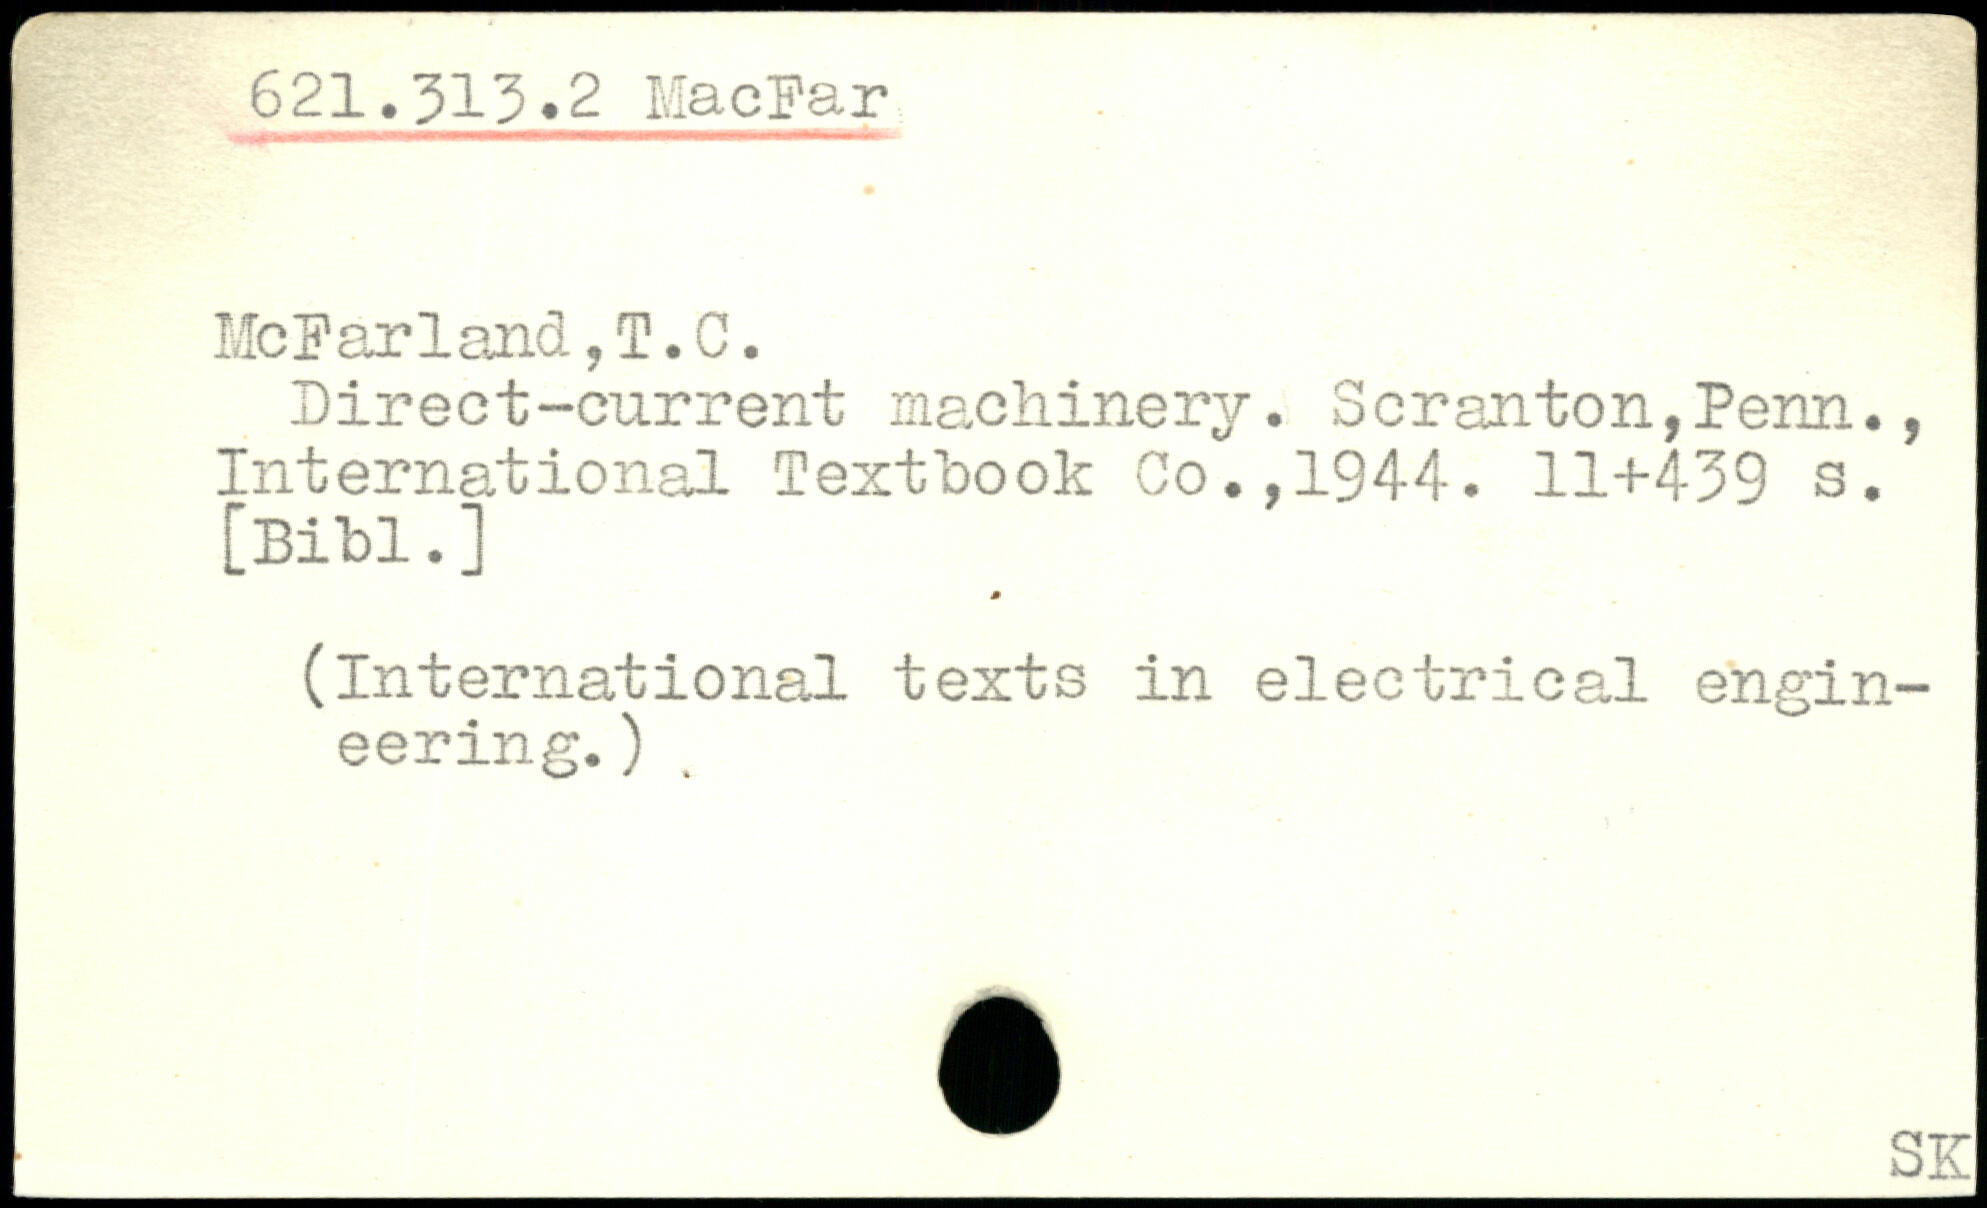 621.313.2 MacFar
McFarland,T.C.
Direct-current machinery. Scranton,Penn.,
International Textbook Co.,1944. 11+439 s.
[Bibl.]
(International texts in electrical engin-
eering.)
SK